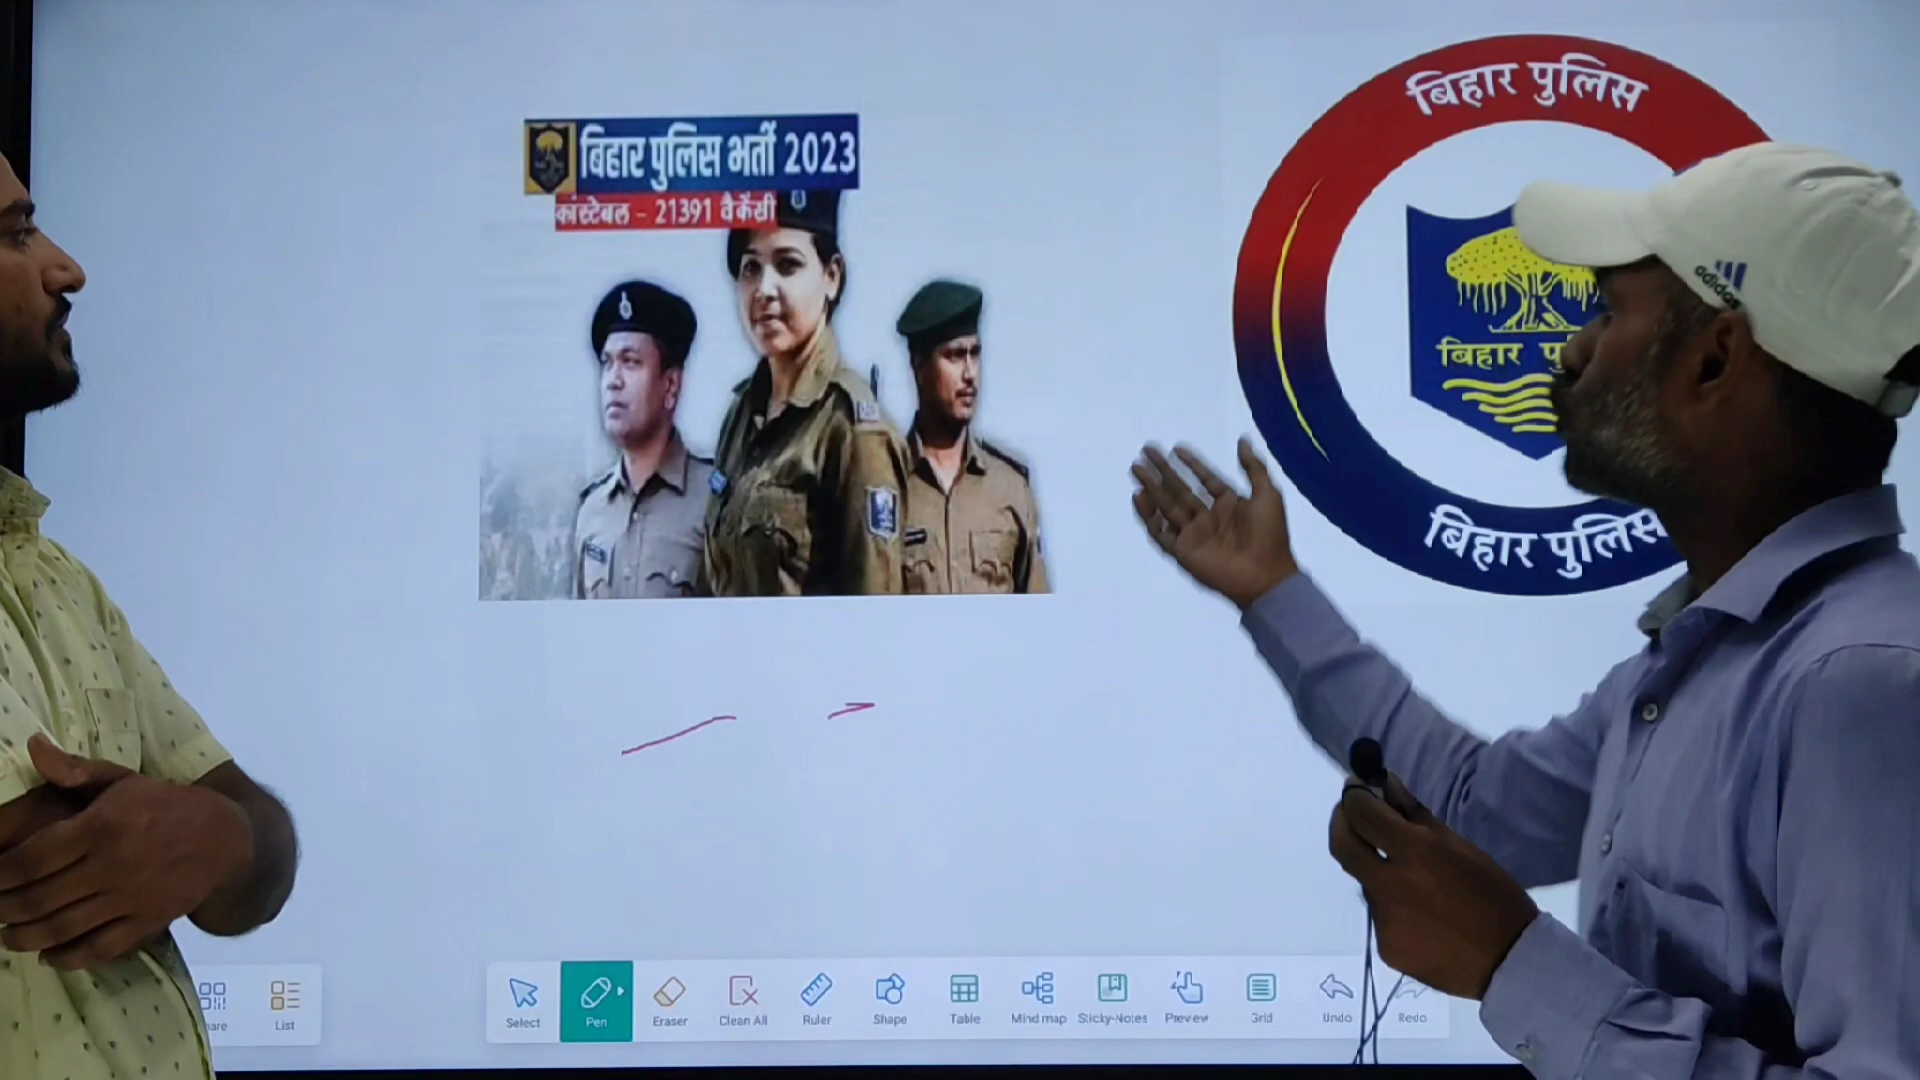 बिहार पुलिस भर्ती 2023
कांस्टेबल - 21391 वैकेंसी
बिहार पुलिस
बिहार
बिहार पुलिस
adidas
List
Select
Pen
Eraser
Clean All
Ruler
Shape
Table
Mind map
Sticky-Notes
Preview
Grid
Undo
Redo